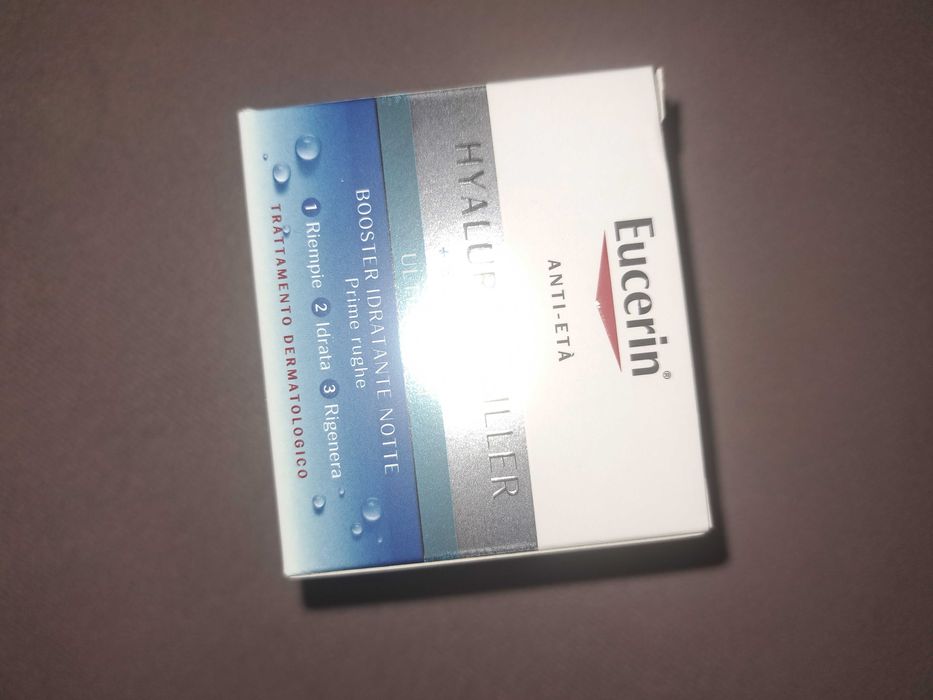 Eucerin®
ANTI-ETÀ
BOOSTER IDRATANTE NOTTE
Prime rughe
1 Riempie 2 Idrata 3 Rigenera
TRATTAMENTO DERMATOLOGICO